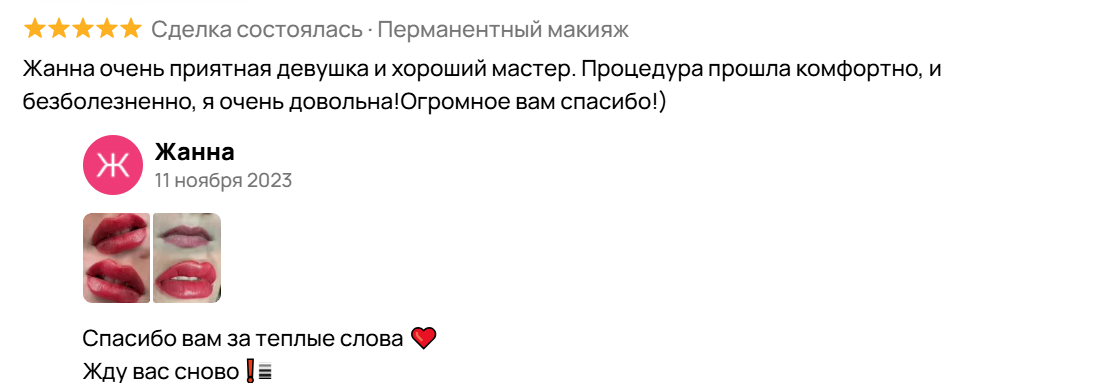 Сделка состоялась · Перманентный макияж
Жанна очень приятная девушка и хороший мастер. Процедура прошла комфортно, и
безболезненно, я очень довольна!Огромное вам спасибо!)
Ж
Жанна
11 ноября 2023
Спасибо вам за теплые слова ❤️
Жду вас сново❗